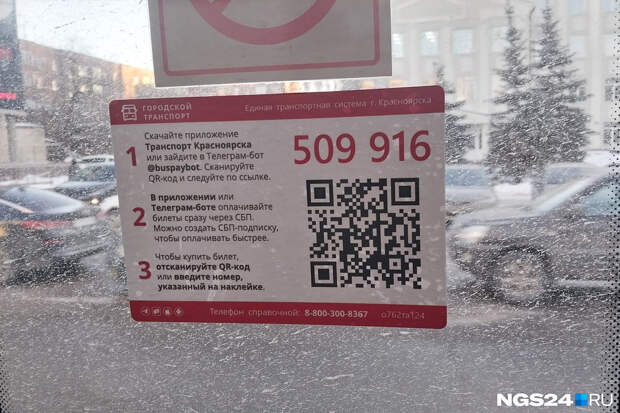 ГОРОДСКОЙ
ТРАНСПОРТ
Единая транспортная система г. Красноярска
1
Скачайте приложение
Транспорт Красноярска
или зайдите в Телеграм-бот
@buspaybot. Сканируйте
QR-код и следуйте по ссылке.
509 916
2
В приложении или
Телеграм-боте оплачивайте
билеты сразу через СБП.
Можно создать СБП-подписку,
чтобы оплачивать быстрее.
3
Чтобы купить билет,
отсканируйте QR-код
или введите номер,
указанный на наклейке.
Телефон справочной: 8-800-300-8367 о762га124
NGS24.RU